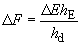 ΔF = ΔEh_E / h_d